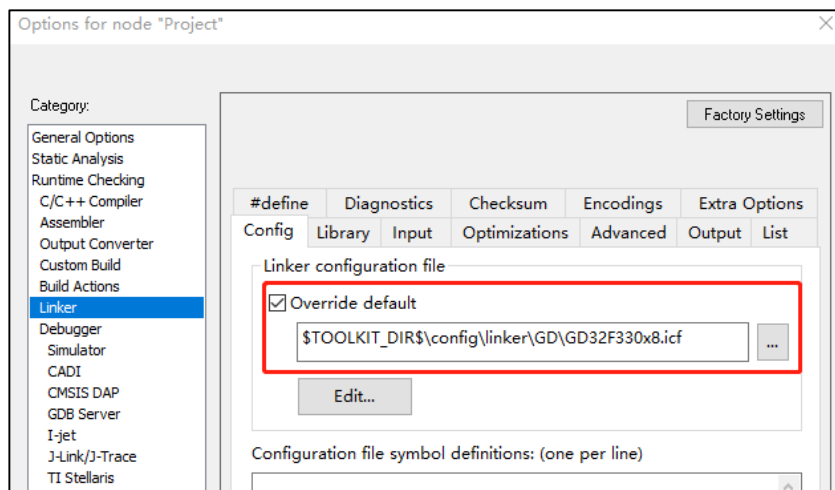 Options for node "Project"
Category:
Factory Settings
General Options
Static Analysis
Runtime Checking
C/C++ Compiler
Assembler
Output Converter
Custom Build
Build Actions
Linker
Debugger
Simulator
CADI
CMSIS DAP
GDB Server
I-jet
J-Link/J-Trace
TI Stellaris
#define Diagnostics Checksum Encodings Extra Options
Config Library Input Optimizations Advanced Output List
Linker configuration file
Override default
$TOOLKIT_DIR$\config\linker\GD\GD32F330x8.icf
...
Edit...
Configuration file symbol definitions: (one per line)